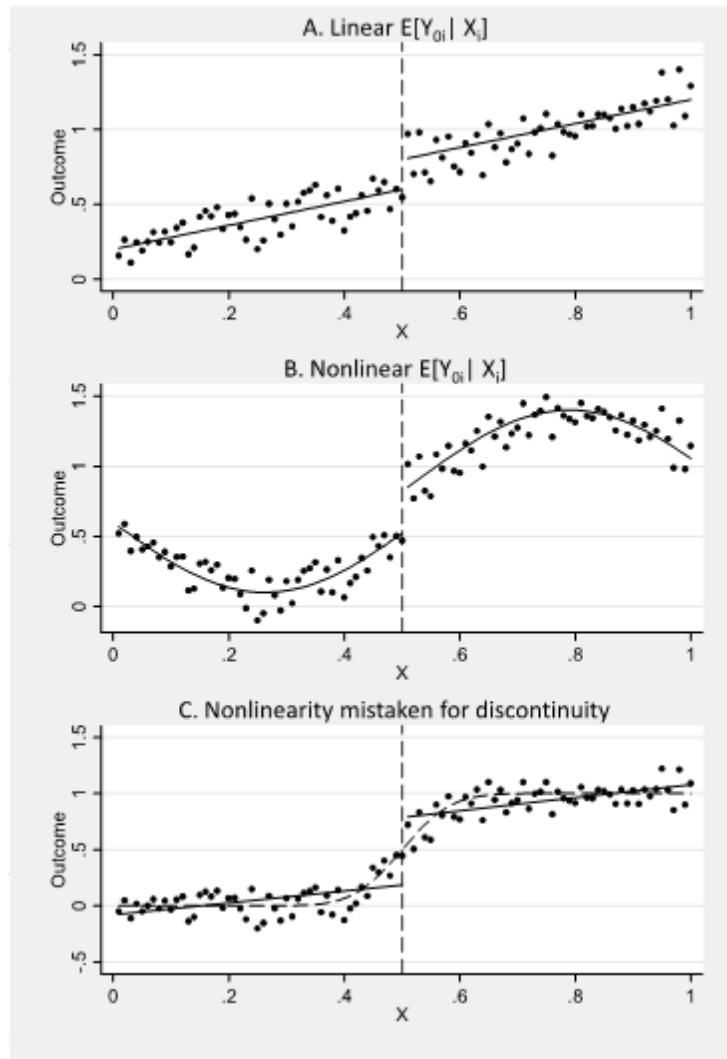 A. Linear E[Y₀ᵢ| Xᵢ]
Outcome
1.5
1
.5
0
0 .2 .4 .6 .8 1
X
B. Nonlinear E[Y₀ᵢ| Xᵢ]
Outcome
1.5
1
.5
0
0 .2 .4 .6 .8 1
X
C. Nonlinearity mistaken for discontinuity
Outcome
1.5
1
.5
0
-.5
0 .2 .4 .6 .8 1
X